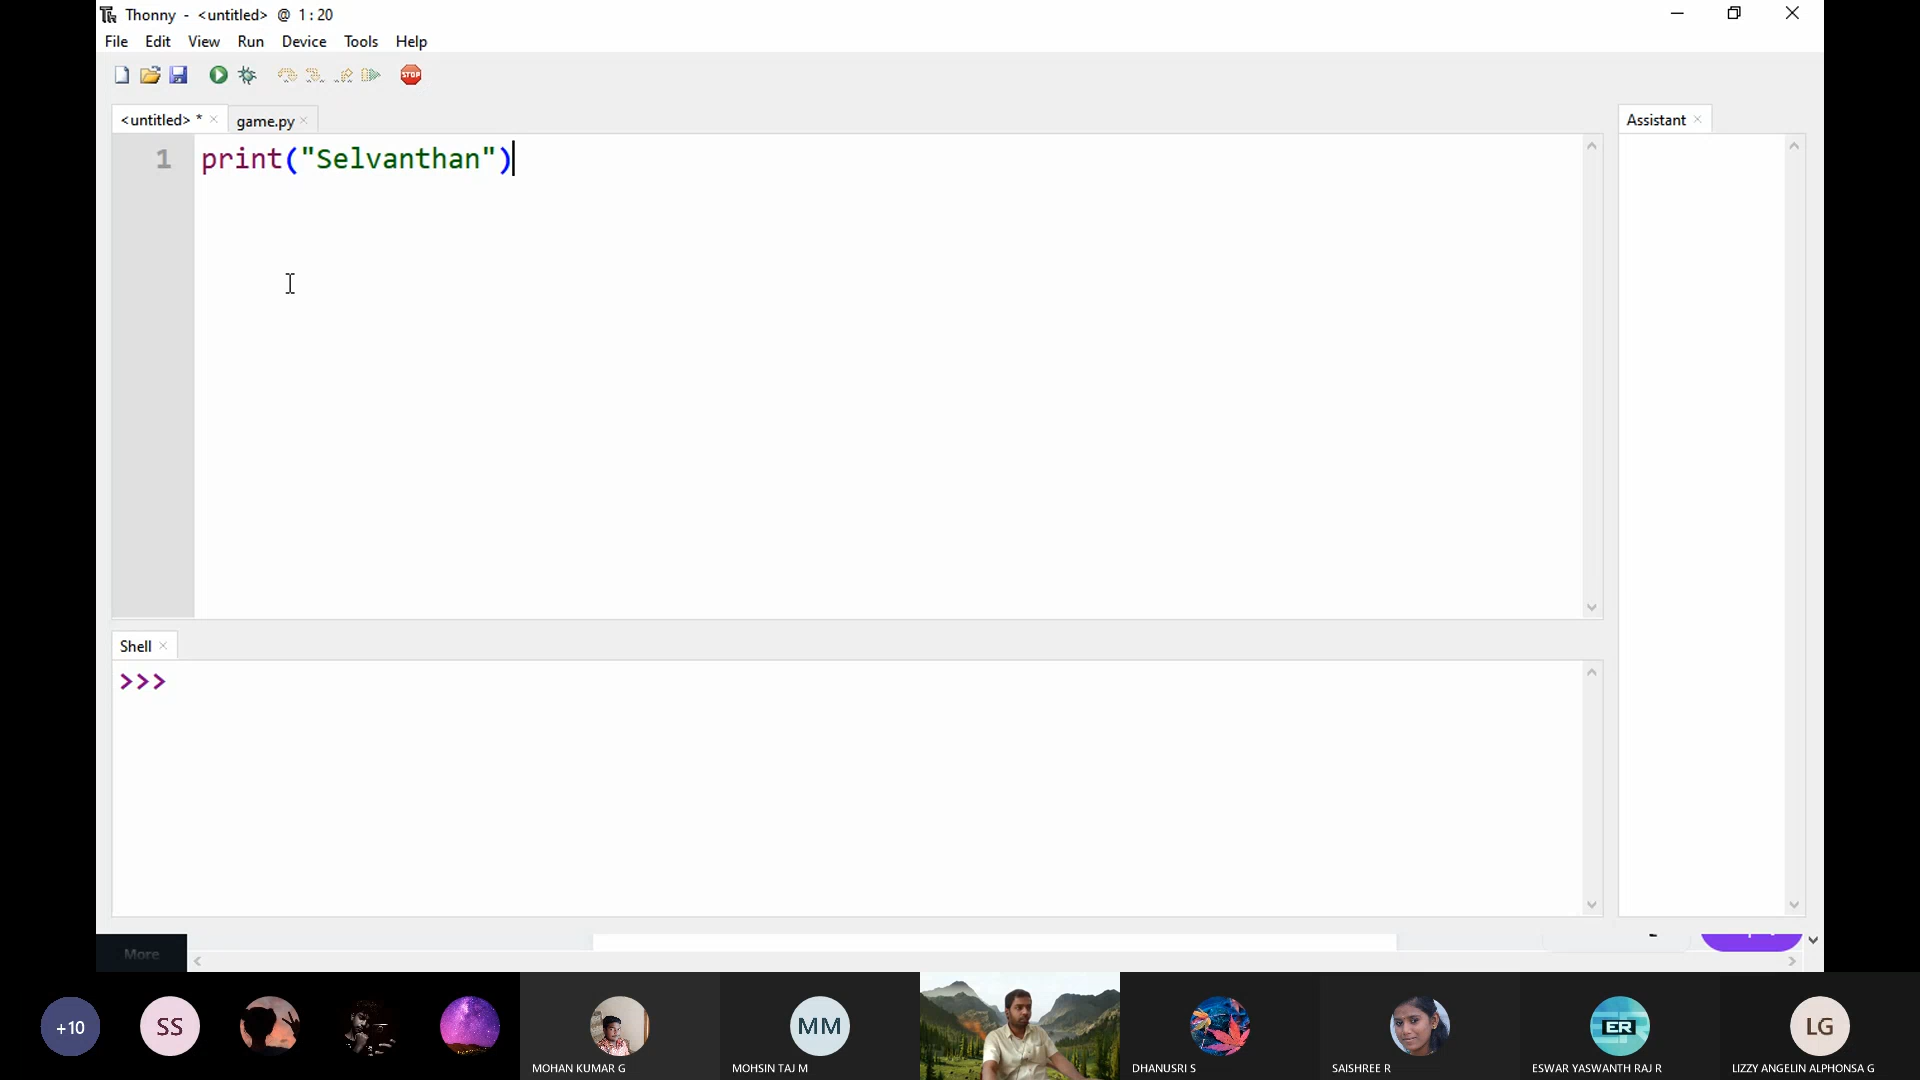 Thonny - <untitled> @ 1:20
File Edit View Run Device Tools Help
STOP
<untitled> * × game.py ×
Assistant ×
1 print("Selvanthan")
Shell ×
>>>
More
+10
SS
MM
ER
LG
MOHAN KUMAR G
MOHSIN TAJ M
DHANUSRI S
SAISHREE R
ESWAR YASWANTH RAJ R
LIZZY ANGELIN ALPHONSA G